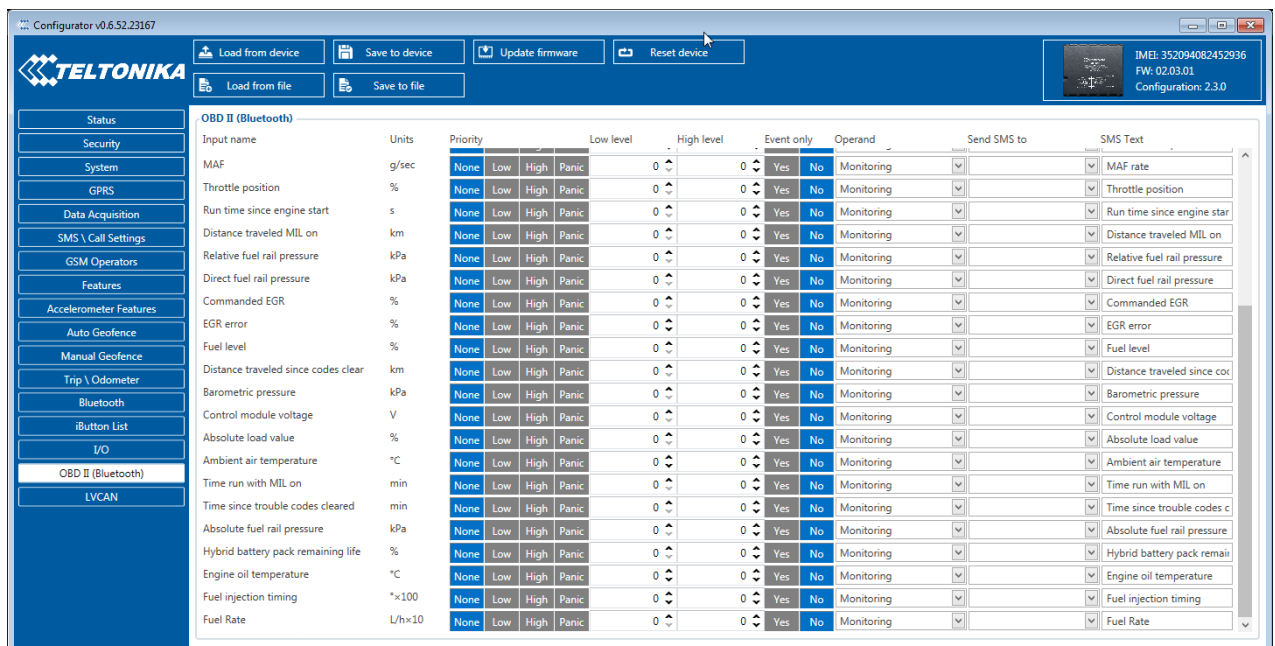 Configurator v0.6.52.23167
TELTONIKA
Load from device
Save to device
Update firmware
Reset device
Load from file
Save to file
IMEI: 352094082452936
FW: 02.03.01
Configuration: 2.3.0
Status
Security
System
GPRS
Data Acquisition
SMS \ Call Settings
GSM Operators
Features
Accelerometer Features
Auto Geofence
Manual Geofence
Trip \ Odometer
Bluetooth
iButton List
I/O
OBD II (Bluetooth)
LVCAN
OBD II (Bluetooth)
Input name Units Priority Low level High level Event only Operand Send SMS to SMS Text
MAF g/sec None Low High Panic 0 0 Yes No Monitoring MAF rate
Throttle position % None Low High Panic 0 0 Yes No Monitoring Throttle position
Run time since engine start s None Low High Panic 0 0 Yes No Monitoring Run time since engine star
Distance traveled MIL on km None Low High Panic 0 0 Yes No Monitoring Distance traveled MIL on
Relative fuel rail pressure kPa None Low High Panic 0 0 Yes No Monitoring Relative fuel rail pressure
Direct fuel rail pressure kPa None Low High Panic 0 0 Yes No Monitoring Direct fuel rail pressure
Commanded EGR % None Low High Panic 0 0 Yes No Monitoring Commanded EGR
EGR error % None Low High Panic 0 0 Yes No Monitoring EGR error
Fuel level % None Low High Panic 0 0 Yes No Monitoring Fuel level
Distance traveled since codes clear km None Low High Panic 0 0 Yes No Monitoring Distance traveled since coc
Barometric pressure kPa None Low High Panic 0 0 Yes No Monitoring Barometric pressure
Control module voltage V None Low High Panic 0 0 Yes No Monitoring Control module voltage
Absolute load value % None Low High Panic 0 0 Yes No Monitoring Absolute load value
Ambient air temperature °C None Low High Panic 0 0 Yes No Monitoring Ambient air temperature
Time run with MIL on min None Low High Panic 0 0 Yes No Monitoring Time run with MIL on
Time since trouble codes cleared min None Low High Panic 0 0 Yes No Monitoring Time since trouble codes c
Absolute fuel rail pressure kPa None Low High Panic 0 0 Yes No Monitoring Absolute fuel rail pressure
Hybrid battery pack remaining life % None Low High Panic 0 0 Yes No Monitoring Hybrid battery pack remair
Engine oil temperature °C None Low High Panic 0 0 Yes No Monitoring Engine oil temperature
Fuel injection timing °×100 None Low High Panic 0 0 Yes No Monitoring Fuel injection timing
Fuel Rate L/h×10 None Low High Panic 0 0 Yes No Monitoring Fuel Rate